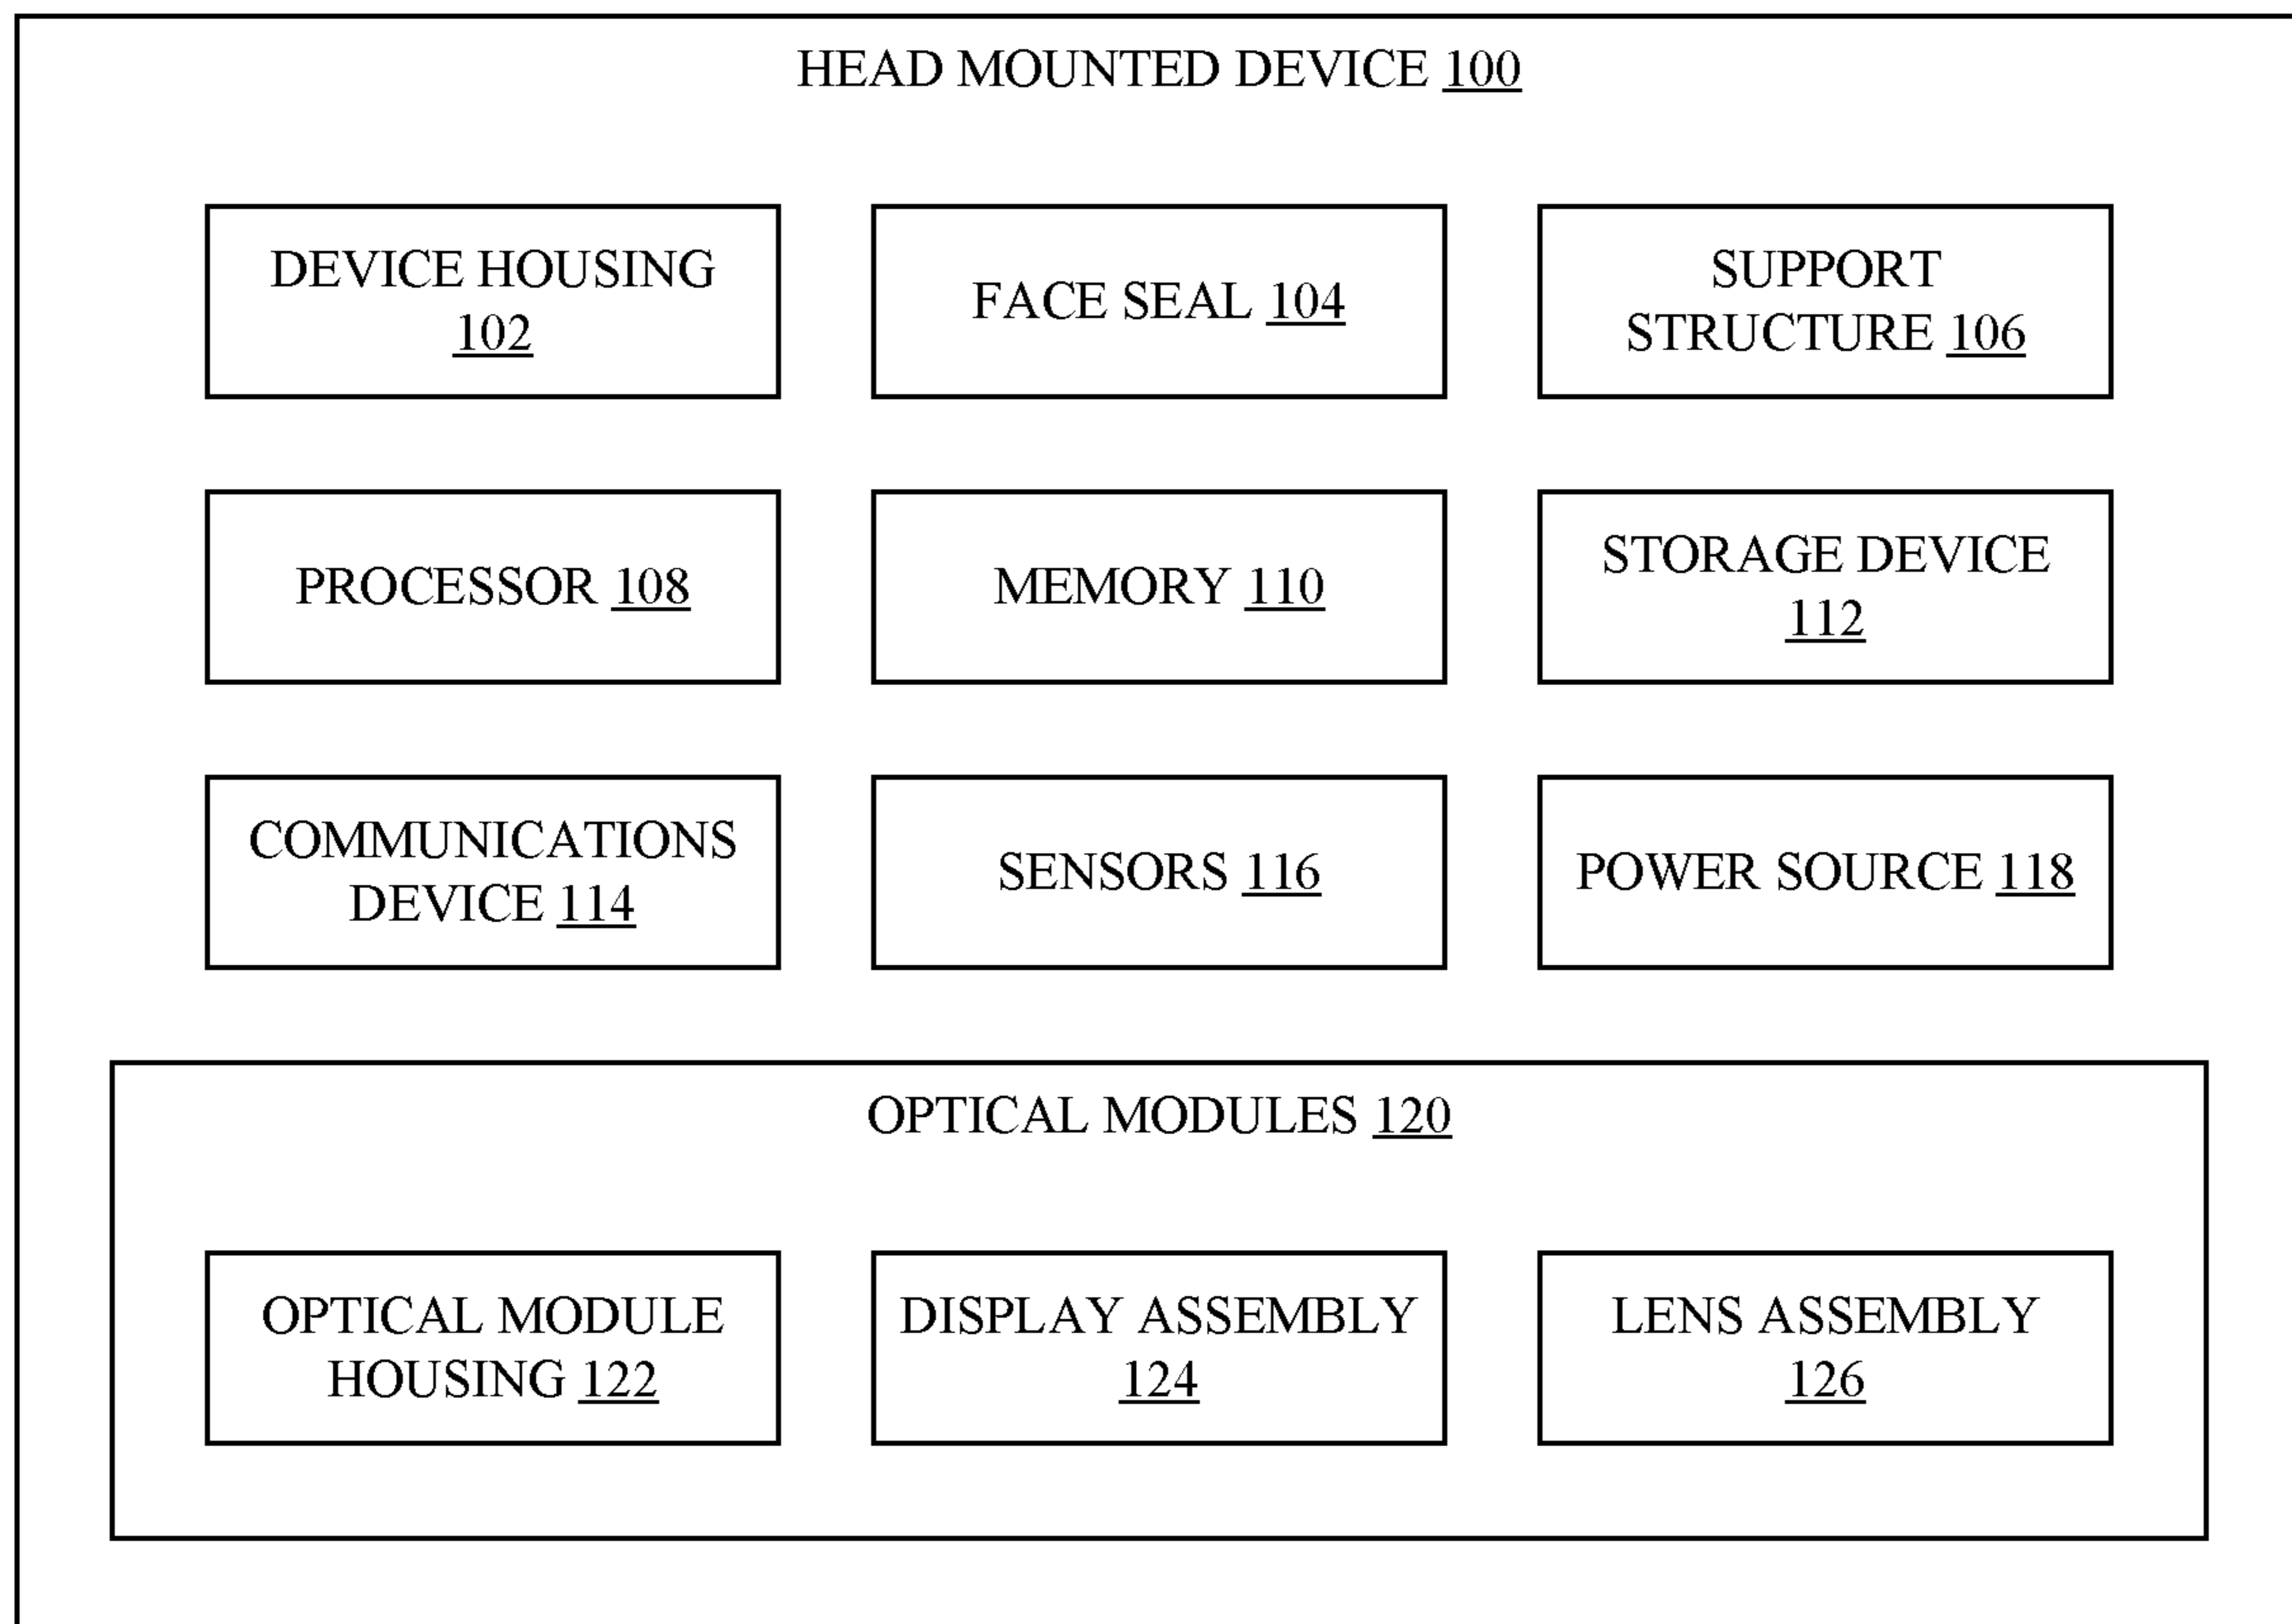 HEAD MOUNTED DEVICE 100
DEVICE HOUSING
102
FACE SEAL 104
SUPPORT
STRUCTURE 106
PROCESSOR 108
MEMORY 110
STORAGE DEVICE
112
COMMUNICATIONS
DEVICE 114
SENSORS 116
POWER SOURCE 118
OPTICAL MODULES 120
OPTICAL MODULE
HOUSING 122
DISPLAY ASSEMBLY
124
LENS ASSEMBLY
126